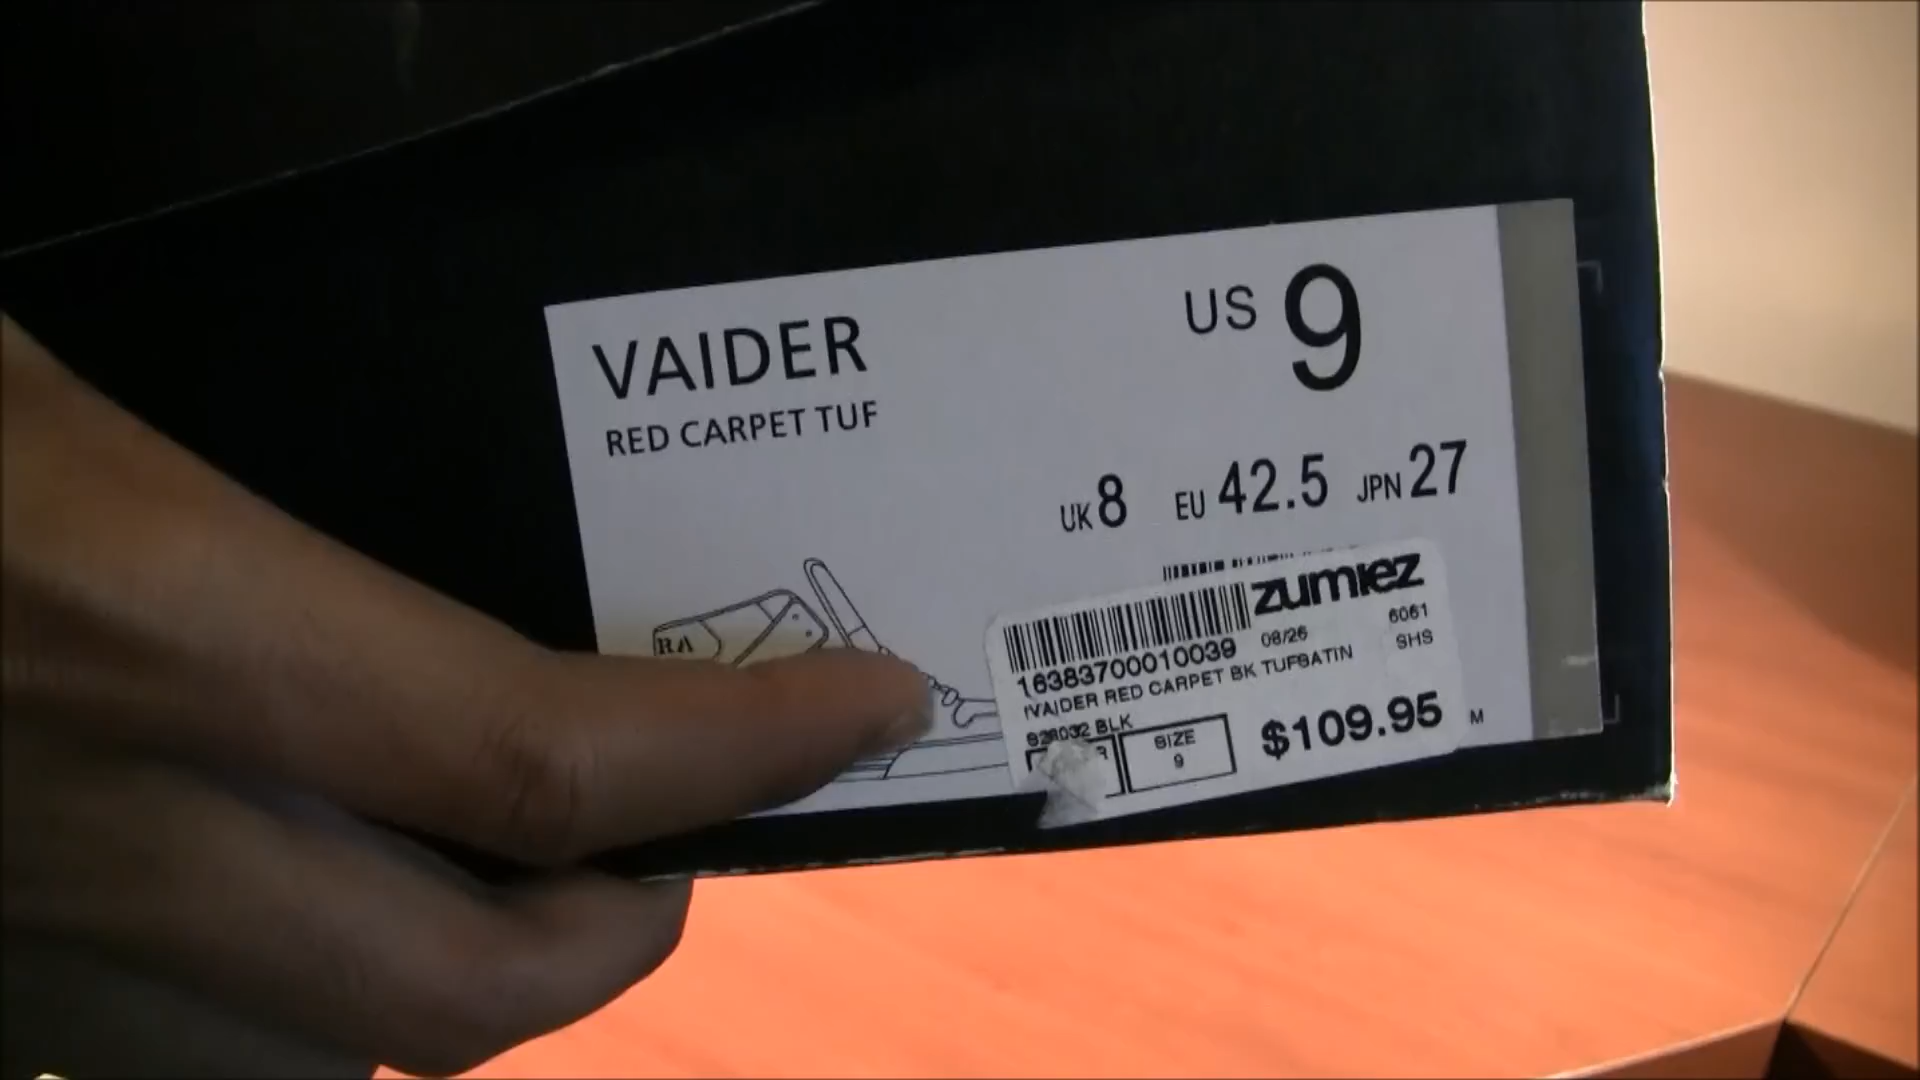 VAIDER
RED CARPET TUF
US 9
UK 8 EU 42.5 JPN 27
RA
zumiez
16383700010039 08/26 6061
!VAIDER RED CARPET BK TUFSATIN SHS
BLK
SIZE
9
$109.95 M